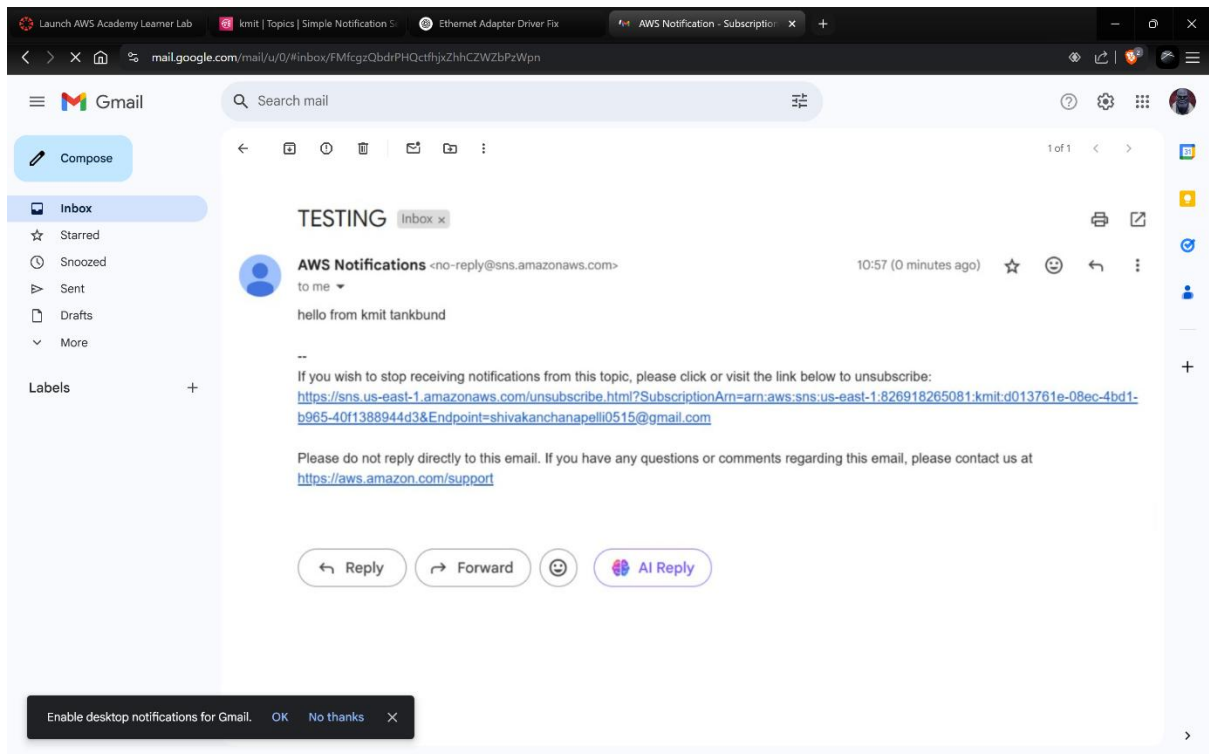 Launch AWS Academy Learner Lab
kmit | Topics | Simple Notification S
Ethernet Adapter Driver Fix
AWS Notification - Subscription
mail.google.com/mail/u/0/#inbox/FMfcgzQbdrPHQctfhjxZhhCZWZbPzWpn
2
Gmail
Search mail
Compose
1 of 1
31
Inbox
Starred
Snoozed
Sent
Drafts
More
Labels
TESTING Inbox x
AWS Notifications <no-reply@sns.amazonaws.com> 10:57 (0 minutes ago)
to me
hello from kmit tankbund
--
If you wish to stop receiving notifications from this topic, please click or visit the link below to unsubscribe:
https://sns.us-east-1.amazonaws.com/unsubscribe.html?SubscriptionArn=arn:aws:sns:us-east-1:826918265081:kmit:d013761e-08ec-4bd1-
b965-40f1388944d3&Endpoint=shivakanchanapelli0515@gmail.com
Please do not reply directly to this email. If you have any questions or comments regarding this email, please contact us at
https://aws.amazon.com/support
Reply
Forward
AI Reply
Enable desktop notifications for Gmail. OK No thanks